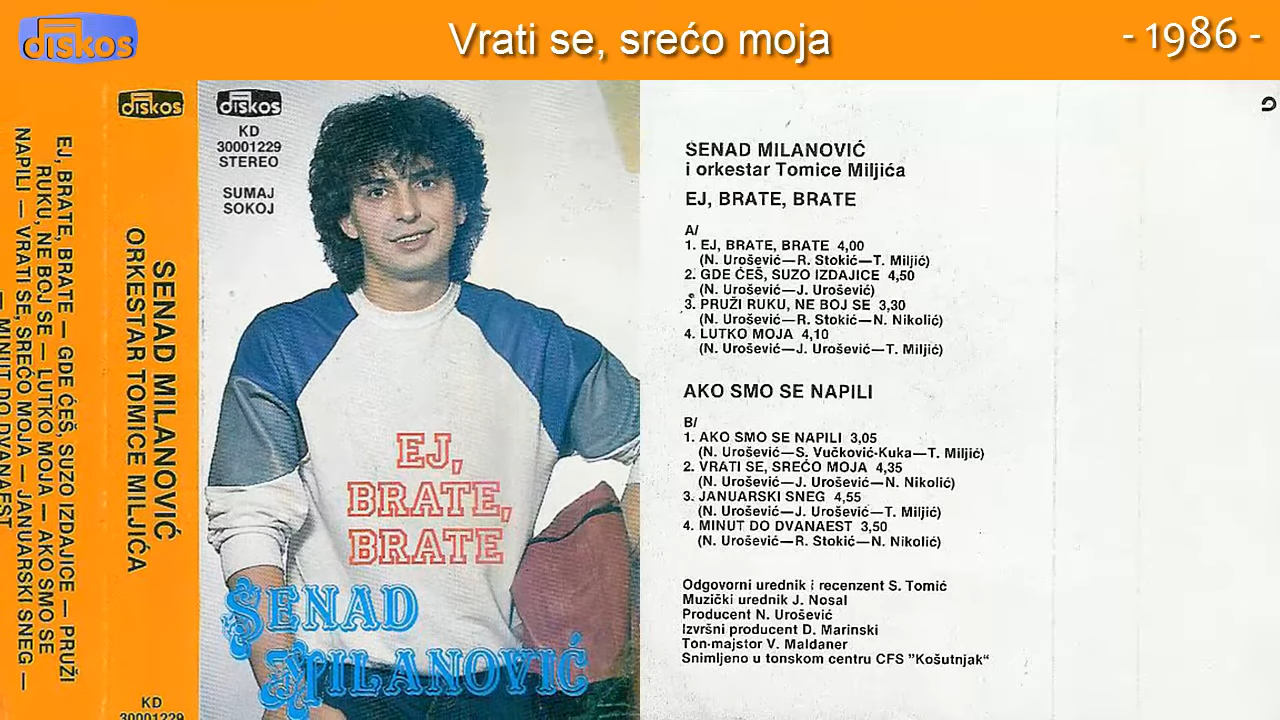 diskos
Vrati se, srećo moja
- 1986 -
EJ, BRATE, BRATE — GDE ĆEŠ, SUZO IZDAJICE — PRUŽI
RUKU, NE BOJ SE — LUTKO MOJA — AKO SMO SE
NAPILI — VRATI SE, SREĆO MOJA — JANUARSKI SNEG —
— MINUT DO DVANAEST
diskos
SENAD MILANOVIĆ
ORKESTAR TOMICE MILJIĆA
KD
30001229
diskos
KD
30001229
STEREO
SUMAJ
SOKOJ
EJ,
BRATE,
BRATE
SENAD
MILANOVIĆ
SENAD MILANOVIĆ
i orkestar Tomice Miljića
EJ, BRATE, BRATE
A/
1. EJ, BRATE, BRATE 4,00
(N. Urošević—R. Stokić—T. Miljić)
2. GDE ĆEŠ, SUZO IZDAJICE 4,50
(N. Urošević—J. Urošević)
3. PRUŽI RUKU, NE BOJ SE 3,30
(N. Urošević—R. Stokić—N. Nikolić)
4. LUTKO MOJA 4,10
(N. Urošević—J. Urošević—T. Miljić)
AKO SMO SE NAPILI
B/
1. AKO SMO SE NAPILI 3,05
(N. Urošević—S. Vučković-Kuka—T. Miljić)
2. VRATI SE, SREĆO MOJA 4,35
(N. Urošević—J. Urošević—N. Nikolić)
3. JANUARSKI SNEG 4,55
(N. Urošević—J. Urošević—T. Miljić)
4. MINUT DO DVANAEST 3,50
(N. Urošević—R. Stokić—N. Nikolić)
Odgovorni urednik i recenzent S. Tomić
Muzički urednik J. Nosal
Producent N. Urošević
Izvršni producent D. Marinski
Ton-majstor V. Maldaner
Snimljeno u tonskom centru CFS "Košutnjak"